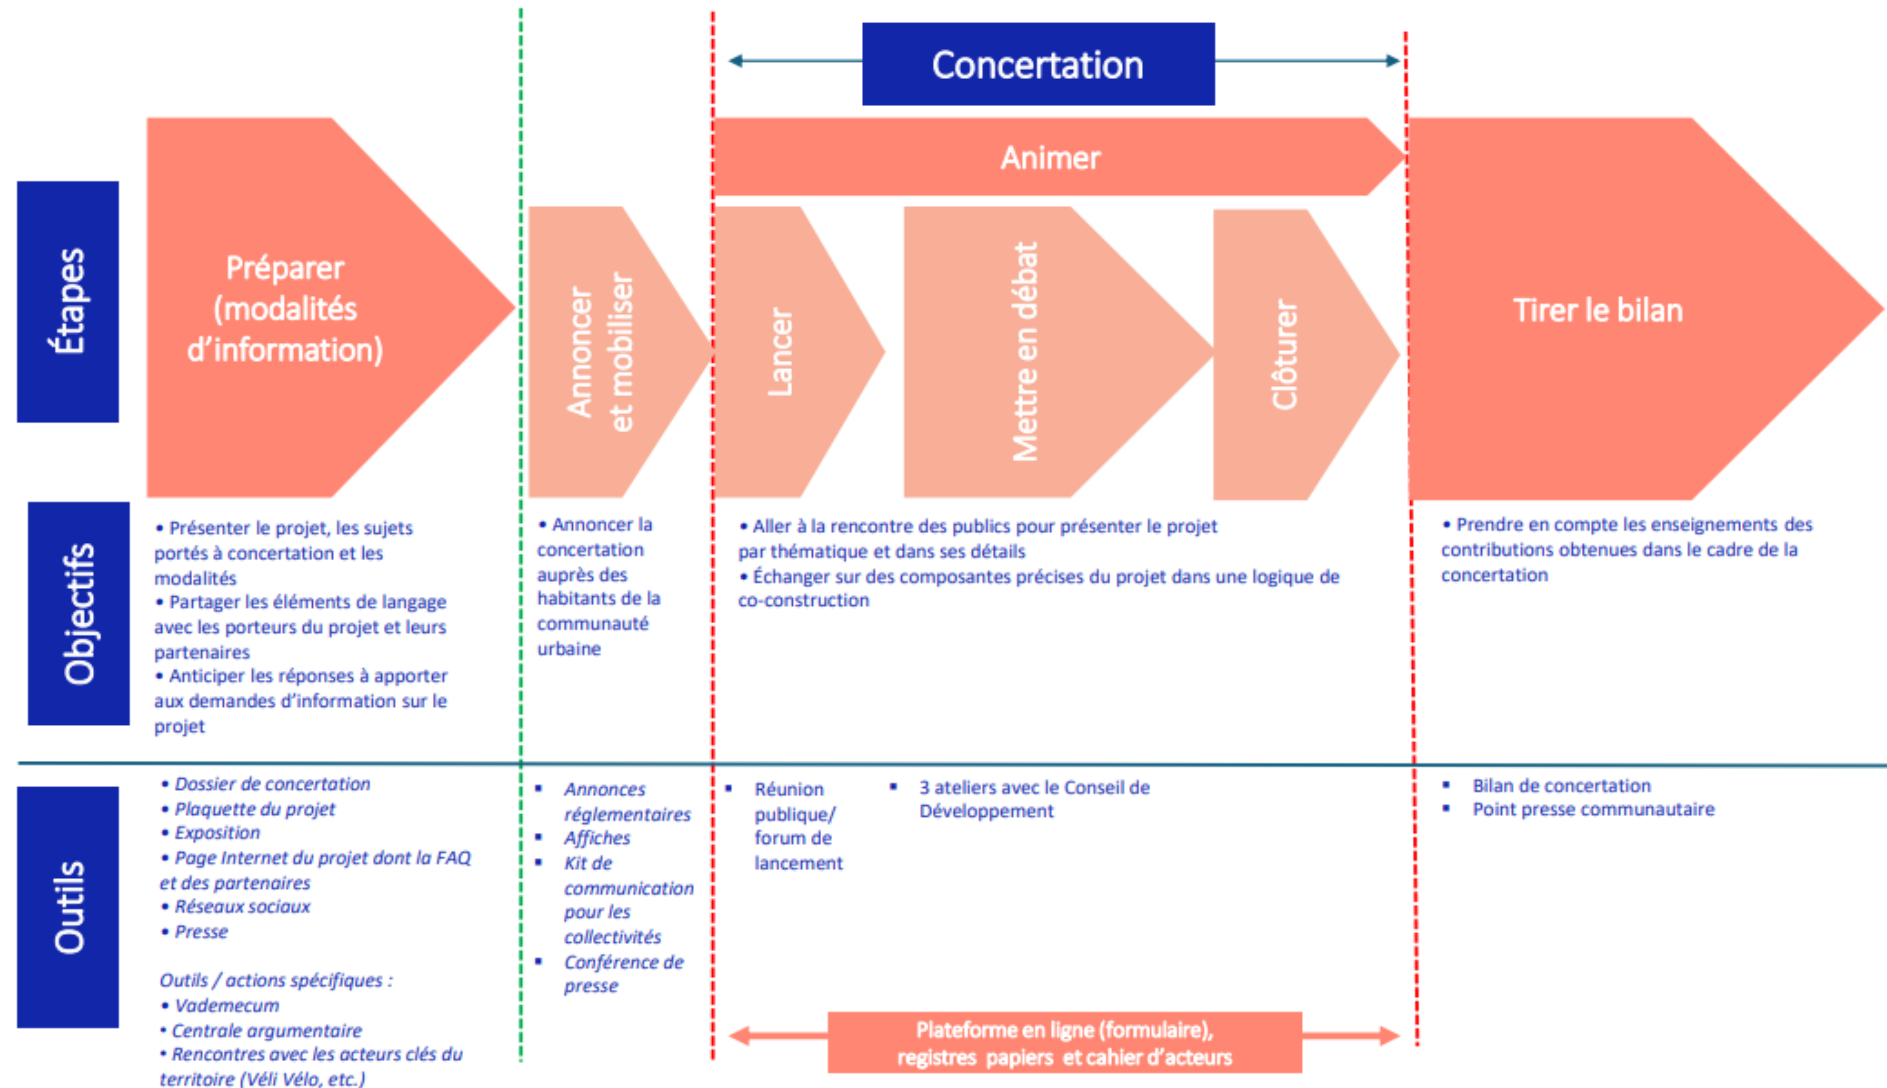 Concertation
Animer
Étapes
Préparer
(modalités
d'information)
Annoncer
et mobiliser
Lancer
Mettre en débat
Clôturer
Tirer le bilan
Objectifs
• Présenter le projet, les sujets
portés à concertation et les
modalités
• Partager les éléments de langage
avec les porteurs du projet et leurs
partenaires
• Anticiper les réponses à apporter
aux demandes d'information sur le
projet
• Annoncer la
concertation
auprès des
habitants de la
communauté
urbaine
• Aller à la rencontre des publics pour présenter le projet
par thématique et dans ses détails
• Échanger sur des composantes précises du projet dans une logique de
co-construction
• Prendre en compte les enseignements des
contributions obtenues dans le cadre de la
concertation
Outils
• Dossier de concertation
• Plaquette du projet
• Exposition
• Page Internet du projet dont la FAQ
et des partenaires
• Réseaux sociaux
• Presse
Outils / actions spécifiques :
• Vademecum
• Centrale argumentaire
• Rencontres avec les acteurs clés du
territoire (Véli Vélo, etc.)
▪ Annonces
réglementaires
▪ Affiches
▪ Kit de
communication
pour les
collectivités
▪ Conférence de
presse
▪ Réunion
publique/
forum de
lancement
▪ 3 ateliers avec le Conseil de
Développement
▪ Bilan de concertation
▪ Point presse communautaire
Plateforme en ligne (formulaire),
registres papiers et cahier d'acteurs